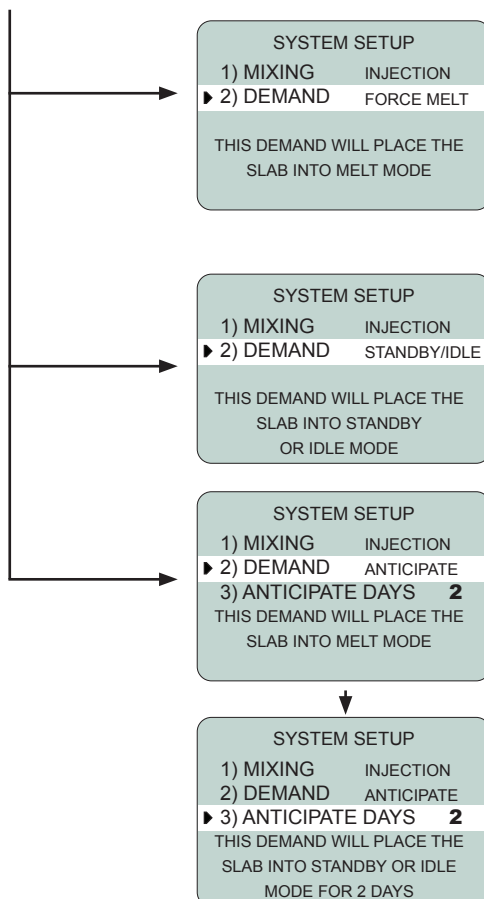 SYSTEM SETUP
1) MIXING INJECTION
2) DEMAND FORCE MELT
THIS DEMAND WILL PLACE THE
SLAB INTO MELT MODE
SYSTEM SETUP
1) MIXING INJECTION
2) DEMAND STANDBY/IDLE
THIS DEMAND WILL PLACE THE
SLAB INTO STANDBY
OR IDLE MODE
SYSTEM SETUP
1) MIXING INJECTION
2) DEMAND ANTICIPATE
3) ANTICIPATE DAYS 2
THIS DEMAND WILL PLACE THE
SLAB INTO MELT MODE
SYSTEM SETUP
1) MIXING INJECTION
2) DEMAND ANTICIPATE
3) ANTICIPATE DAYS 2
THIS DEMAND WILL PLACE THE
SLAB INTO STANDBY OR IDLE
MODE FOR 2 DAYS